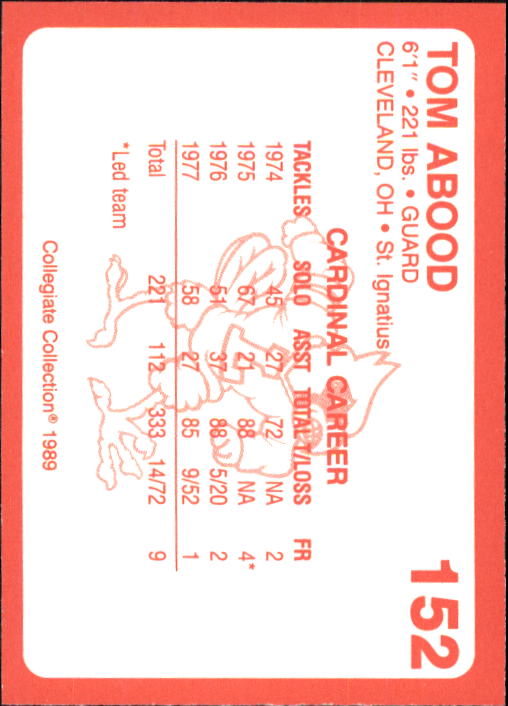 TOM ABOOD 152
6'1" • 221 lbs. • GUARD
CLEVELAND, OH • St. Ignatius
CARDINAL CAREER
TACKLES SOLO ASST TOTAL T/LOSS FR
1974 45 27 72 NA 2
1975 67 21 88 NA 4*
1976 51 37 88 5/20 2
1977 58 27 85 9/52 1
Total 221 112 333 14/72 9
*Led team
Collegiate Collection® 1989